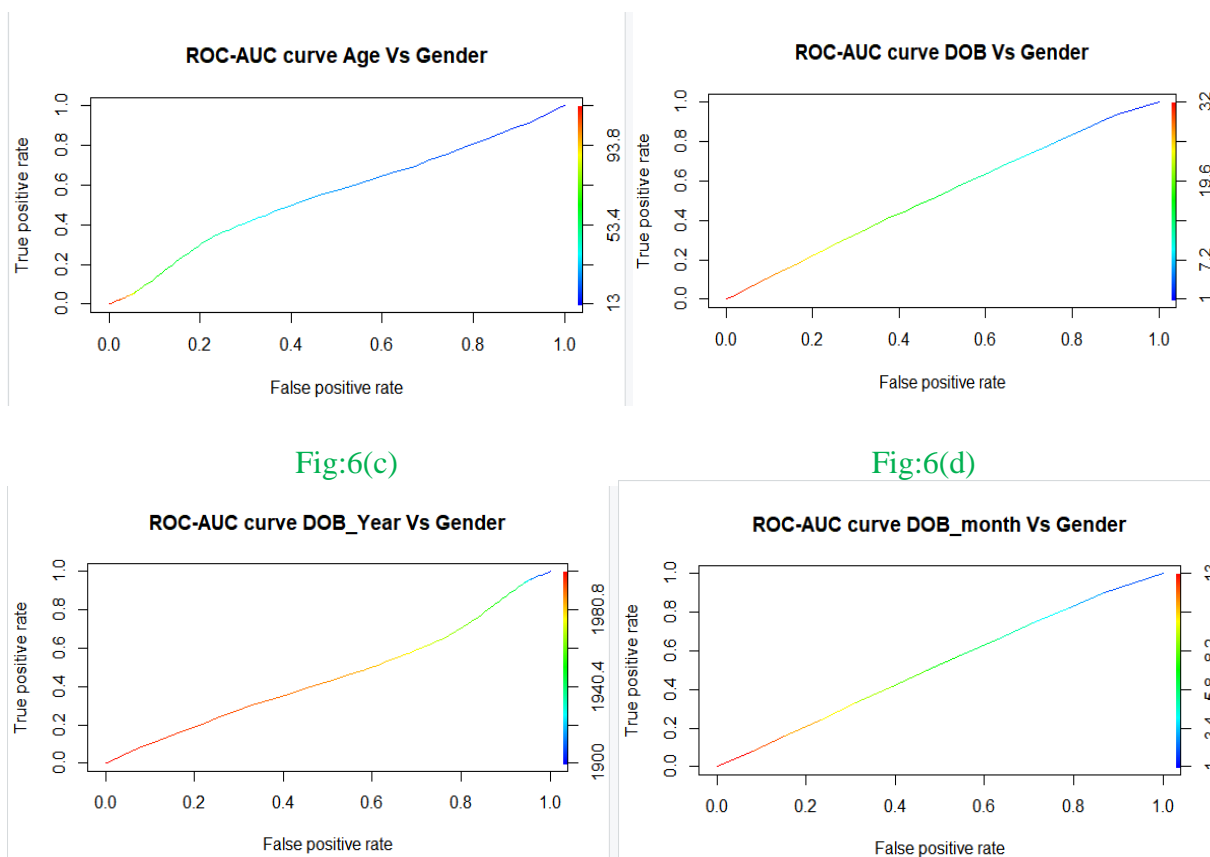 ROC-AUC curve Age Vs Gender
True positive rate
0.0 0.2 0.4 0.6 0.8 1.0
13 53.4 93.8
0.0 0.2 0.4 0.6 0.8 1.0
False positive rate
ROC-AUC curve DOB Vs Gender
True positive rate
0.0 0.2 0.4 0.6 0.8 1.0
1 7.2 19.6 32
0.0 0.2 0.4 0.6 0.8 1.0
False positive rate
Fig:6(c)
Fig:6(d)
ROC-AUC curve DOB_Year Vs Gender
True positive rate
0.0 0.2 0.4 0.6 0.8 1.0
1900 1940.4 1980.8
0.0 0.2 0.4 0.6 0.8 1.0
False positive rate
ROC-AUC curve DOB_month Vs Gender
True positive rate
0.0 0.2 0.4 0.6 0.8 1.0
3.4 5.8 8.2
0.0 0.2 0.4 0.6 0.8 1.0
False positive rate